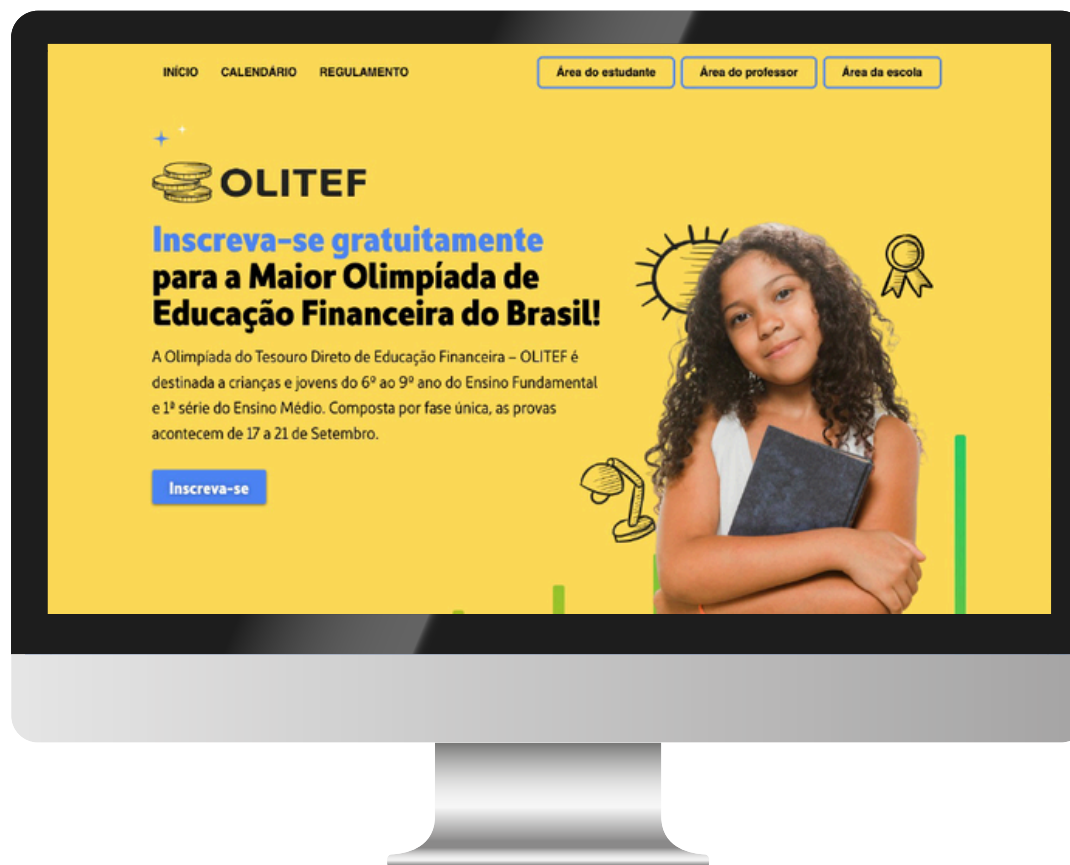 INÍCIO CALENDÁRIO REGULAMENTO Área do estudante Área do professor Área da escola
OLITEF
Inscreva-se gratuitamente
para a Maior Olimpíada de
Educação Financeira do Brasil!
A Olimpíada do Tesouro Direto de Educação Financeira – OLITEF é
destinada a crianças e jovens do 6º ao 9º ano do Ensino Fundamental
e 1ª série do Ensino Médio. Composta por fase única, as provas
acontecem de 17 a 21 de Setembro.
Inscreva-se